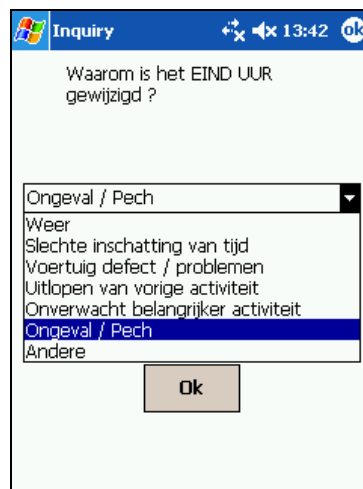 Inquiry 13:42 ok
Waarom is het EIND UUR
gewijzigd ?
Ongeval / Pech
Weer
Slechte inschatting van tijd
Voertuig defect / problemen
Uitlopen van vorige activiteit
Onverwacht belangrijker activiteit
Ongeval / Pech
Andere
Ok